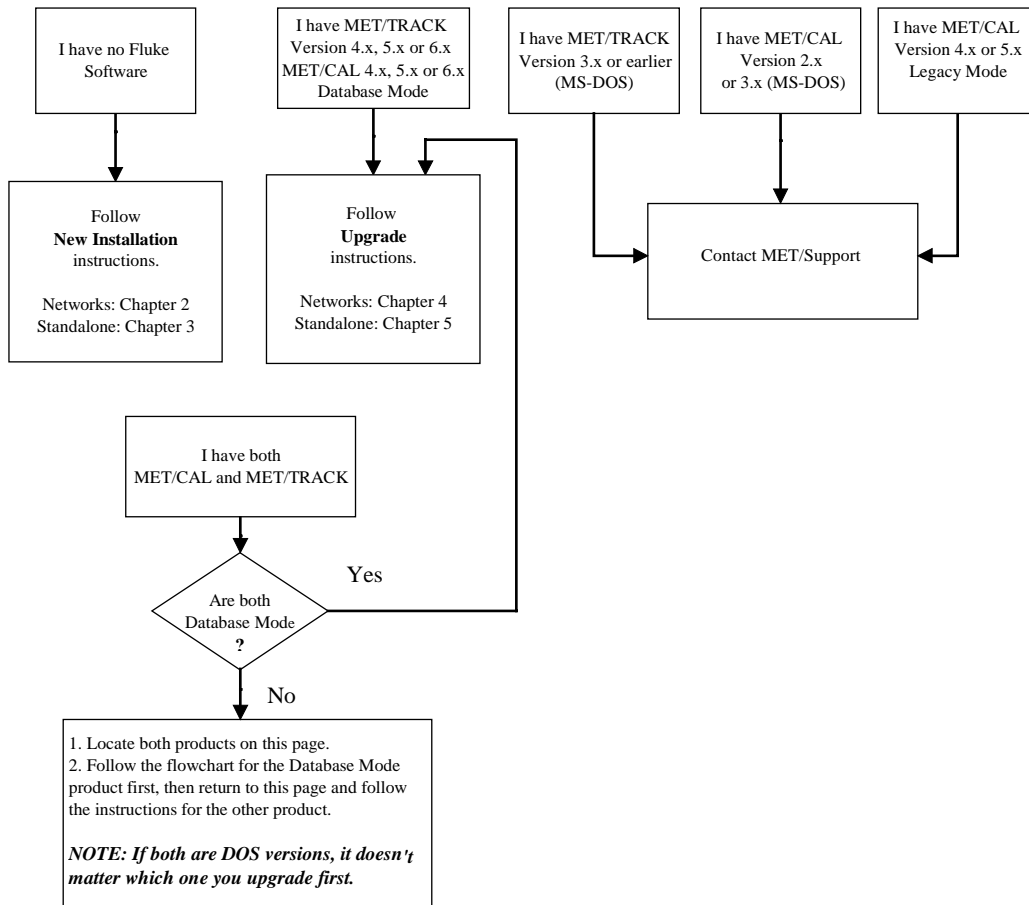 I have no Fluke
Software
I have MET/TRACK
Version 4.x, 5.x or 6.x
MET/CAL 4.x, 5.x or 6.x
Database Mode
I have MET/TRACK
Version 3.x or earlier
(MS-DOS)
I have MET/CAL
Version 2.x
or 3.x (MS-DOS)
I have MET/CAL
Version 4.x or 5.x
Legacy Mode
Follow
New Installation
instructions.
Networks: Chapter 2
Standalone: Chapter 3
Follow
Upgrade
instructions.
Networks: Chapter 4
Standalone: Chapter 5
Contact MET/Support
I have both
MET/CAL and MET/TRACK
Are both
Database Mode
?
Yes
No
1. Locate both products on this page.
2. Follow the flowchart for the Database Mode
product first, then return to this page and follow
the instructions for the other product.
NOTE: If both are DOS versions, it doesn't
matter which one you upgrade first.